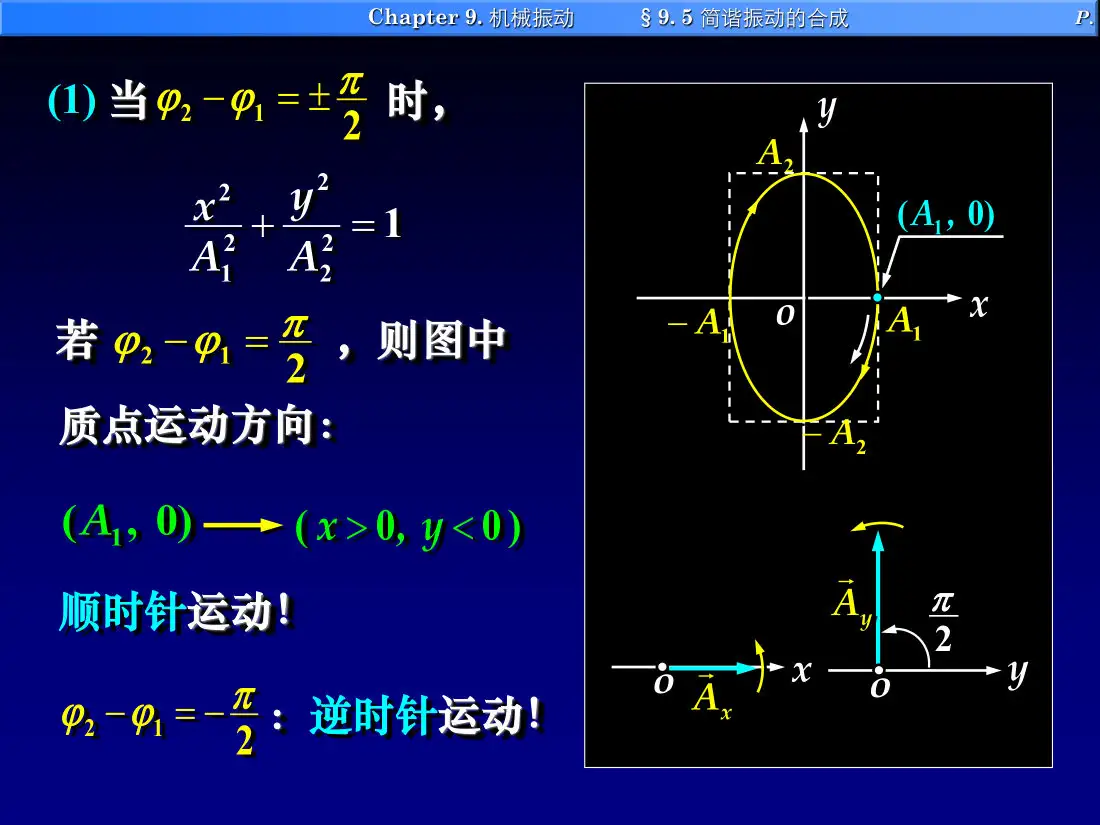 Chapter 9. 机械振动 §9.5 简谐振动的合成 P.
(1) 当 φ₂ − φ₁ = ± π/2 时，
x²/A₁² + y²/A₂² = 1
若 φ₂ − φ₁ = π/2 ，则图中
质点运动方向：
(A₁, 0) → (x > 0, y < 0)
顺时针运动！
φ₂ − φ₁ = − π/2 ：逆时针运动！
y
A₂
(A₁, 0)
− A₁ o A₁ x
− A₂
o A⃗ₓ x
A⃗_y π/2
o y